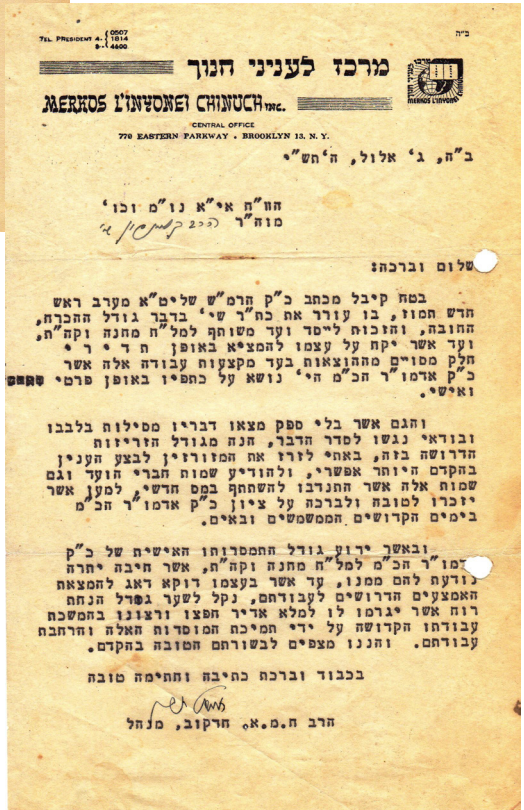 ב"ה
TEL. PRESIDENT 4-0507
1814
3-4600
מרכז לעניני חנוך
MERKOS L'INYONEI CHINUCH INC.
MERKOS L'INYONEI CHINUCH
CENTRAL OFFICE
770 EASTERN PARKWAY . BROOKLYN 13, N. Y.
ב"ה, ג' אלול, ה'תש"י
הוו"ח אי"א נו"מ וכו'
מוה"ר הרב
שלום וברכה:
בטח קיבל מכתב כ"ק הרמ"ש שליט"א מערב ראש
חדש תמוז, בו עורר את כת"ר שי' בדבר גודל ההכרח,
החובה, והזכות לייסד ועד משותף למל"ח מחנה וקה"ת,
ועד אשר יקח על עצמו להמציא באופן ת ד י ר י
חלק מסויים מההוצאות בעד מקצעות עבודה אלה אשר
כ"ק אדמו"ר הכ"מ הי' נושא על כתפיו באופן פרטי
ואישי.
והגם אשר בלי ספק מצאו דבריו מסילות בלבבו
ובודאי נגשו לסדר הדבר, הנה מגודל הזריזות
הדרושה בזה, באתי לזרז את המזורזין לבצע הענין
בהקדם היותר אפשרי, ולהודיע שמות חברי הועד וגם
שמות אלה אשר התנדבו להשתתף במס חדשי, למען אשר
יזכרו לטובה ולברכה על ציון כ"ק אדמו"ר הכ"מ
בימים הקדושים הממשמשים ובאים.
ובאשר ידוע גודל התמסרותו האישית של כ"ק
אדמו"ר הכ"מ למל"ח מחנה וקה"ת, אשר חיבה יתרה
נודעת להם ממנו, עד אשר בעצמו דוקא דאג להמצאת
האמצעים הדרושים לעבודתם, נקל לשער גודל הנחת
רוח אשר יגרמו לו למלא אדיר חפצו ורצונו בהמשכת
עבודתו הקדושה על ידי תמיכת המוסדות האלה והרחבת
עבודתם. והננו מצפים לבשורתם הטובה בהקדם.
בכבוד וברכת כתיבה וחתימה טובה
הרב ח.מ.א. חדקוב, מנהל